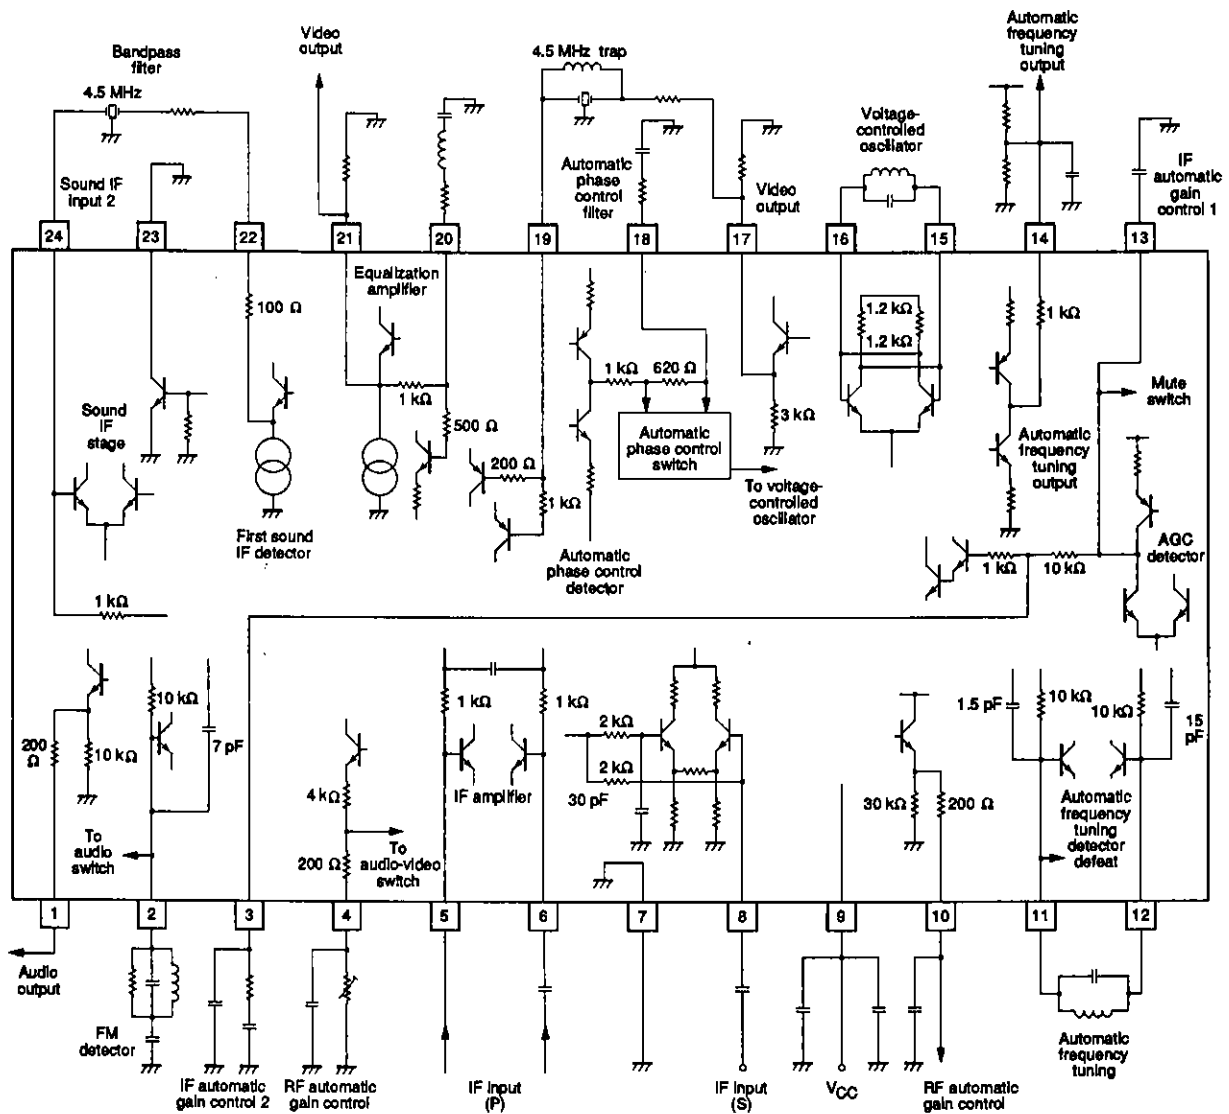 Video
output
Bandpass
filter
4.5 MHz
4.5 MHz trap
Automatic
frequency
tuning
output
Voltage-
controlled
oscillator
Sound IF
input 2
Automatic
phase
control
filter
Video
output
IF
automatic
gain
control 1
24
23
22
21
20
19
18
17
16
15
14
13
100 Ω
Equalization
amplifier
1 kΩ
500 Ω
Sound
IF
stage
First sound
IF detector
200 Ω
1 kΩ
Automatic
phase control
detector
1 kΩ
620 Ω
Automatic
phase control
switch
To voltage-
controlled
oscillator
3 kΩ
1.2 kΩ
1.2 kΩ
1 kΩ
Mute
switch
Automatic
frequency
tuning
output
AGC
detector
1 kΩ
10 kΩ
1 kΩ
200
Ω
10 kΩ
10 kΩ
7 pF
To
audio
switch
4 kΩ
200 Ω
To
audio-video
switch
1 kΩ
1 kΩ
IF amplifier
2 kΩ
2 kΩ
30 pF
30 kΩ
200 Ω
1.5 pF
10 kΩ
10 kΩ
15
pF
Automatic
frequency
tuning
detector
defeat
1
2
3
4
5
6
7
8
9
10
11
12
Audio
output
FM
detector
IF automatic
gain control 2
RF automatic
gain control
IF input
(P)
IF input
(S)
VCC
RF automatic
gain control
Automatic
frequency
tuning